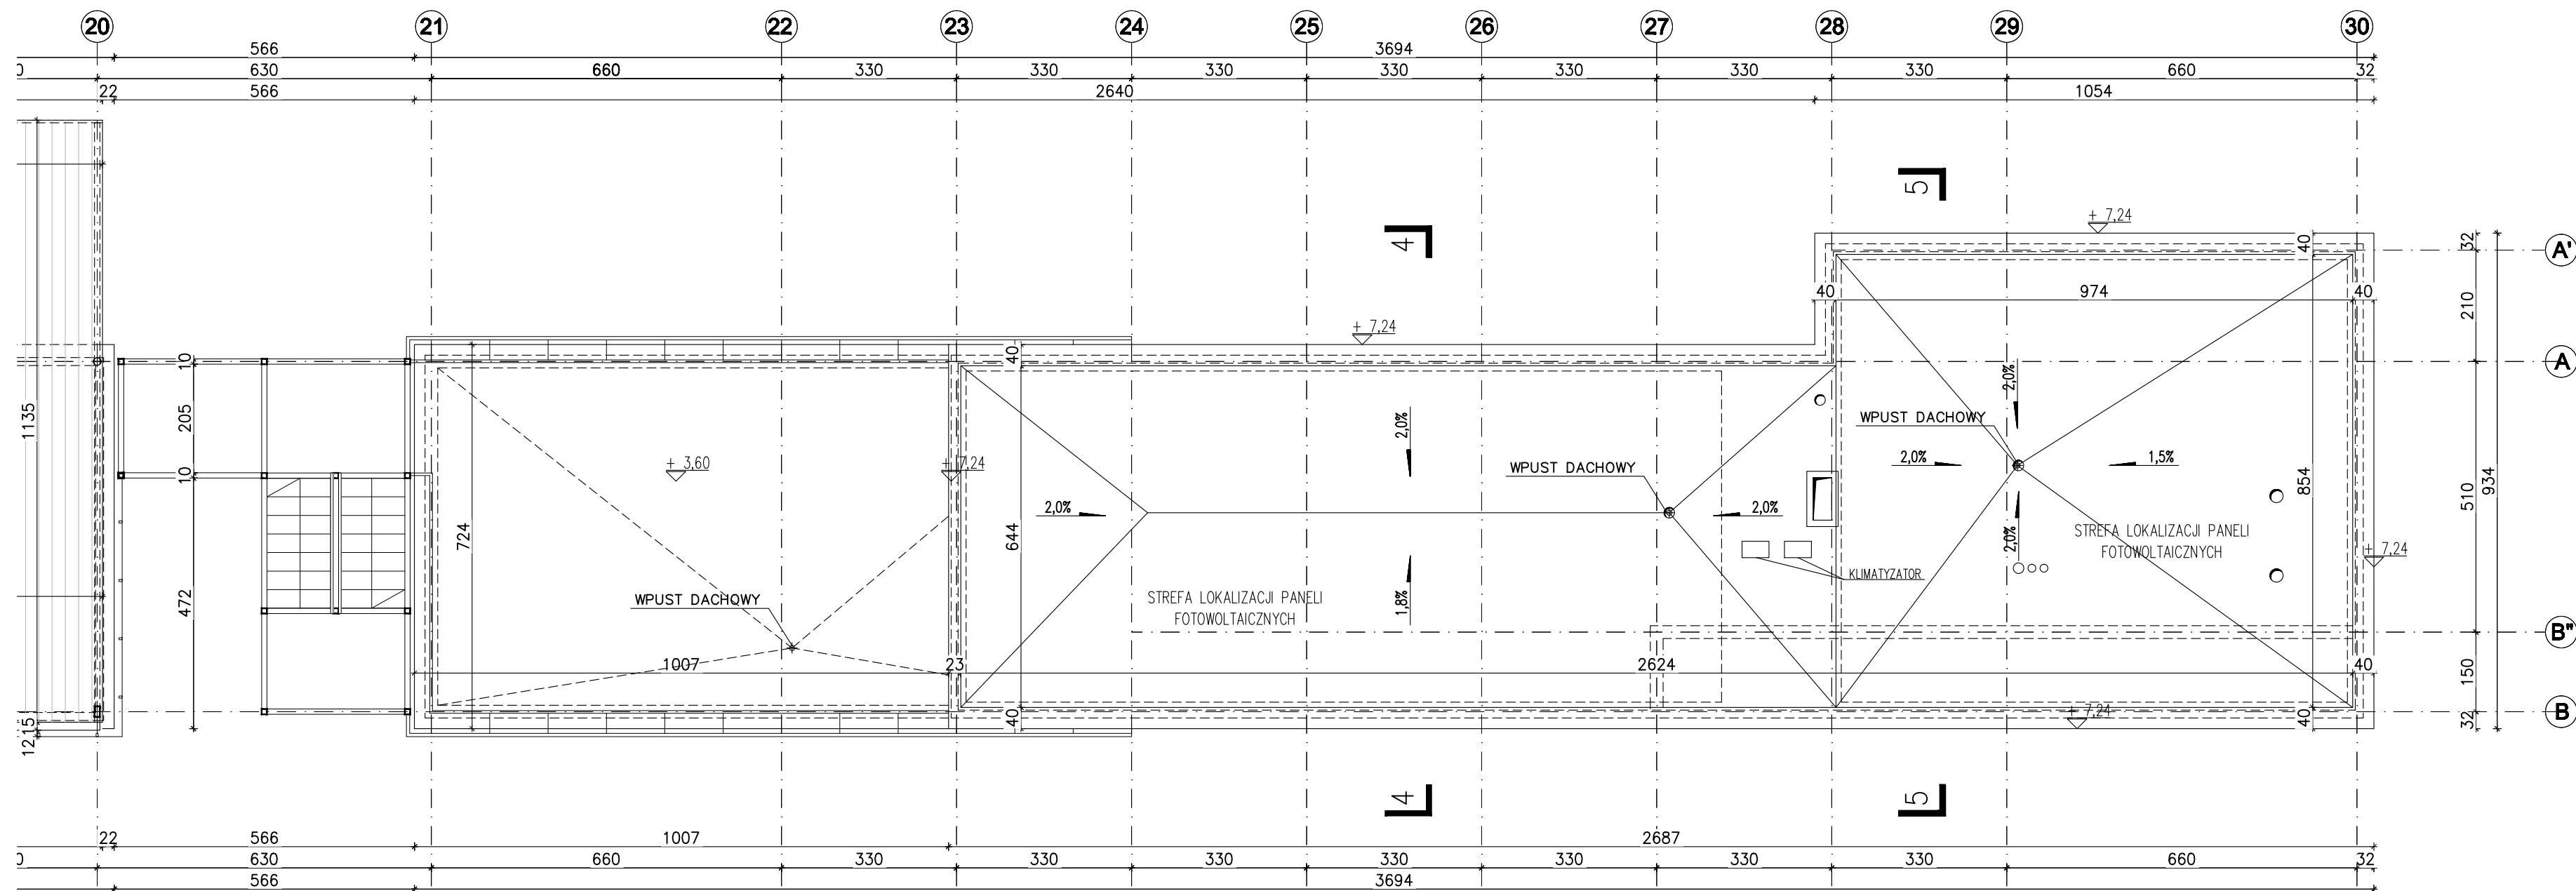 20 21 22 23 24 25 26 27 28 29 30
566 3694
0 630 660 330 330 330 330 330 330 330 660 32
22 566 2640 1054
5
+ 7,24
4
40 32
A'
40 974 40
210
+ 7,24
10 40
A
2,0%
1135 205 2,0%
WPUST DACHOWY
+ 3,60 + 7,24
2,0% 1,5%
WPUST DACHOWY
10
854 934
2,0% 2,0%
510
724 644
2,0%
STREFA LOKALIZACJI PANELI
FOTOWOLTAICZNYCH
+ 7,24
KLIMATYZATOR
472
WPUST DACHOWY
1,8%
STREFA LOKALIZACJI PANELI
FOTOWOLTAICZNYCH
B"
1007 23 2624 40
150
+ 7,24
40 40 32
B
12,15
4 5
22 566 1007 2687
0 630 660 330 330 330 330 330 330 330 660 32
566 3694